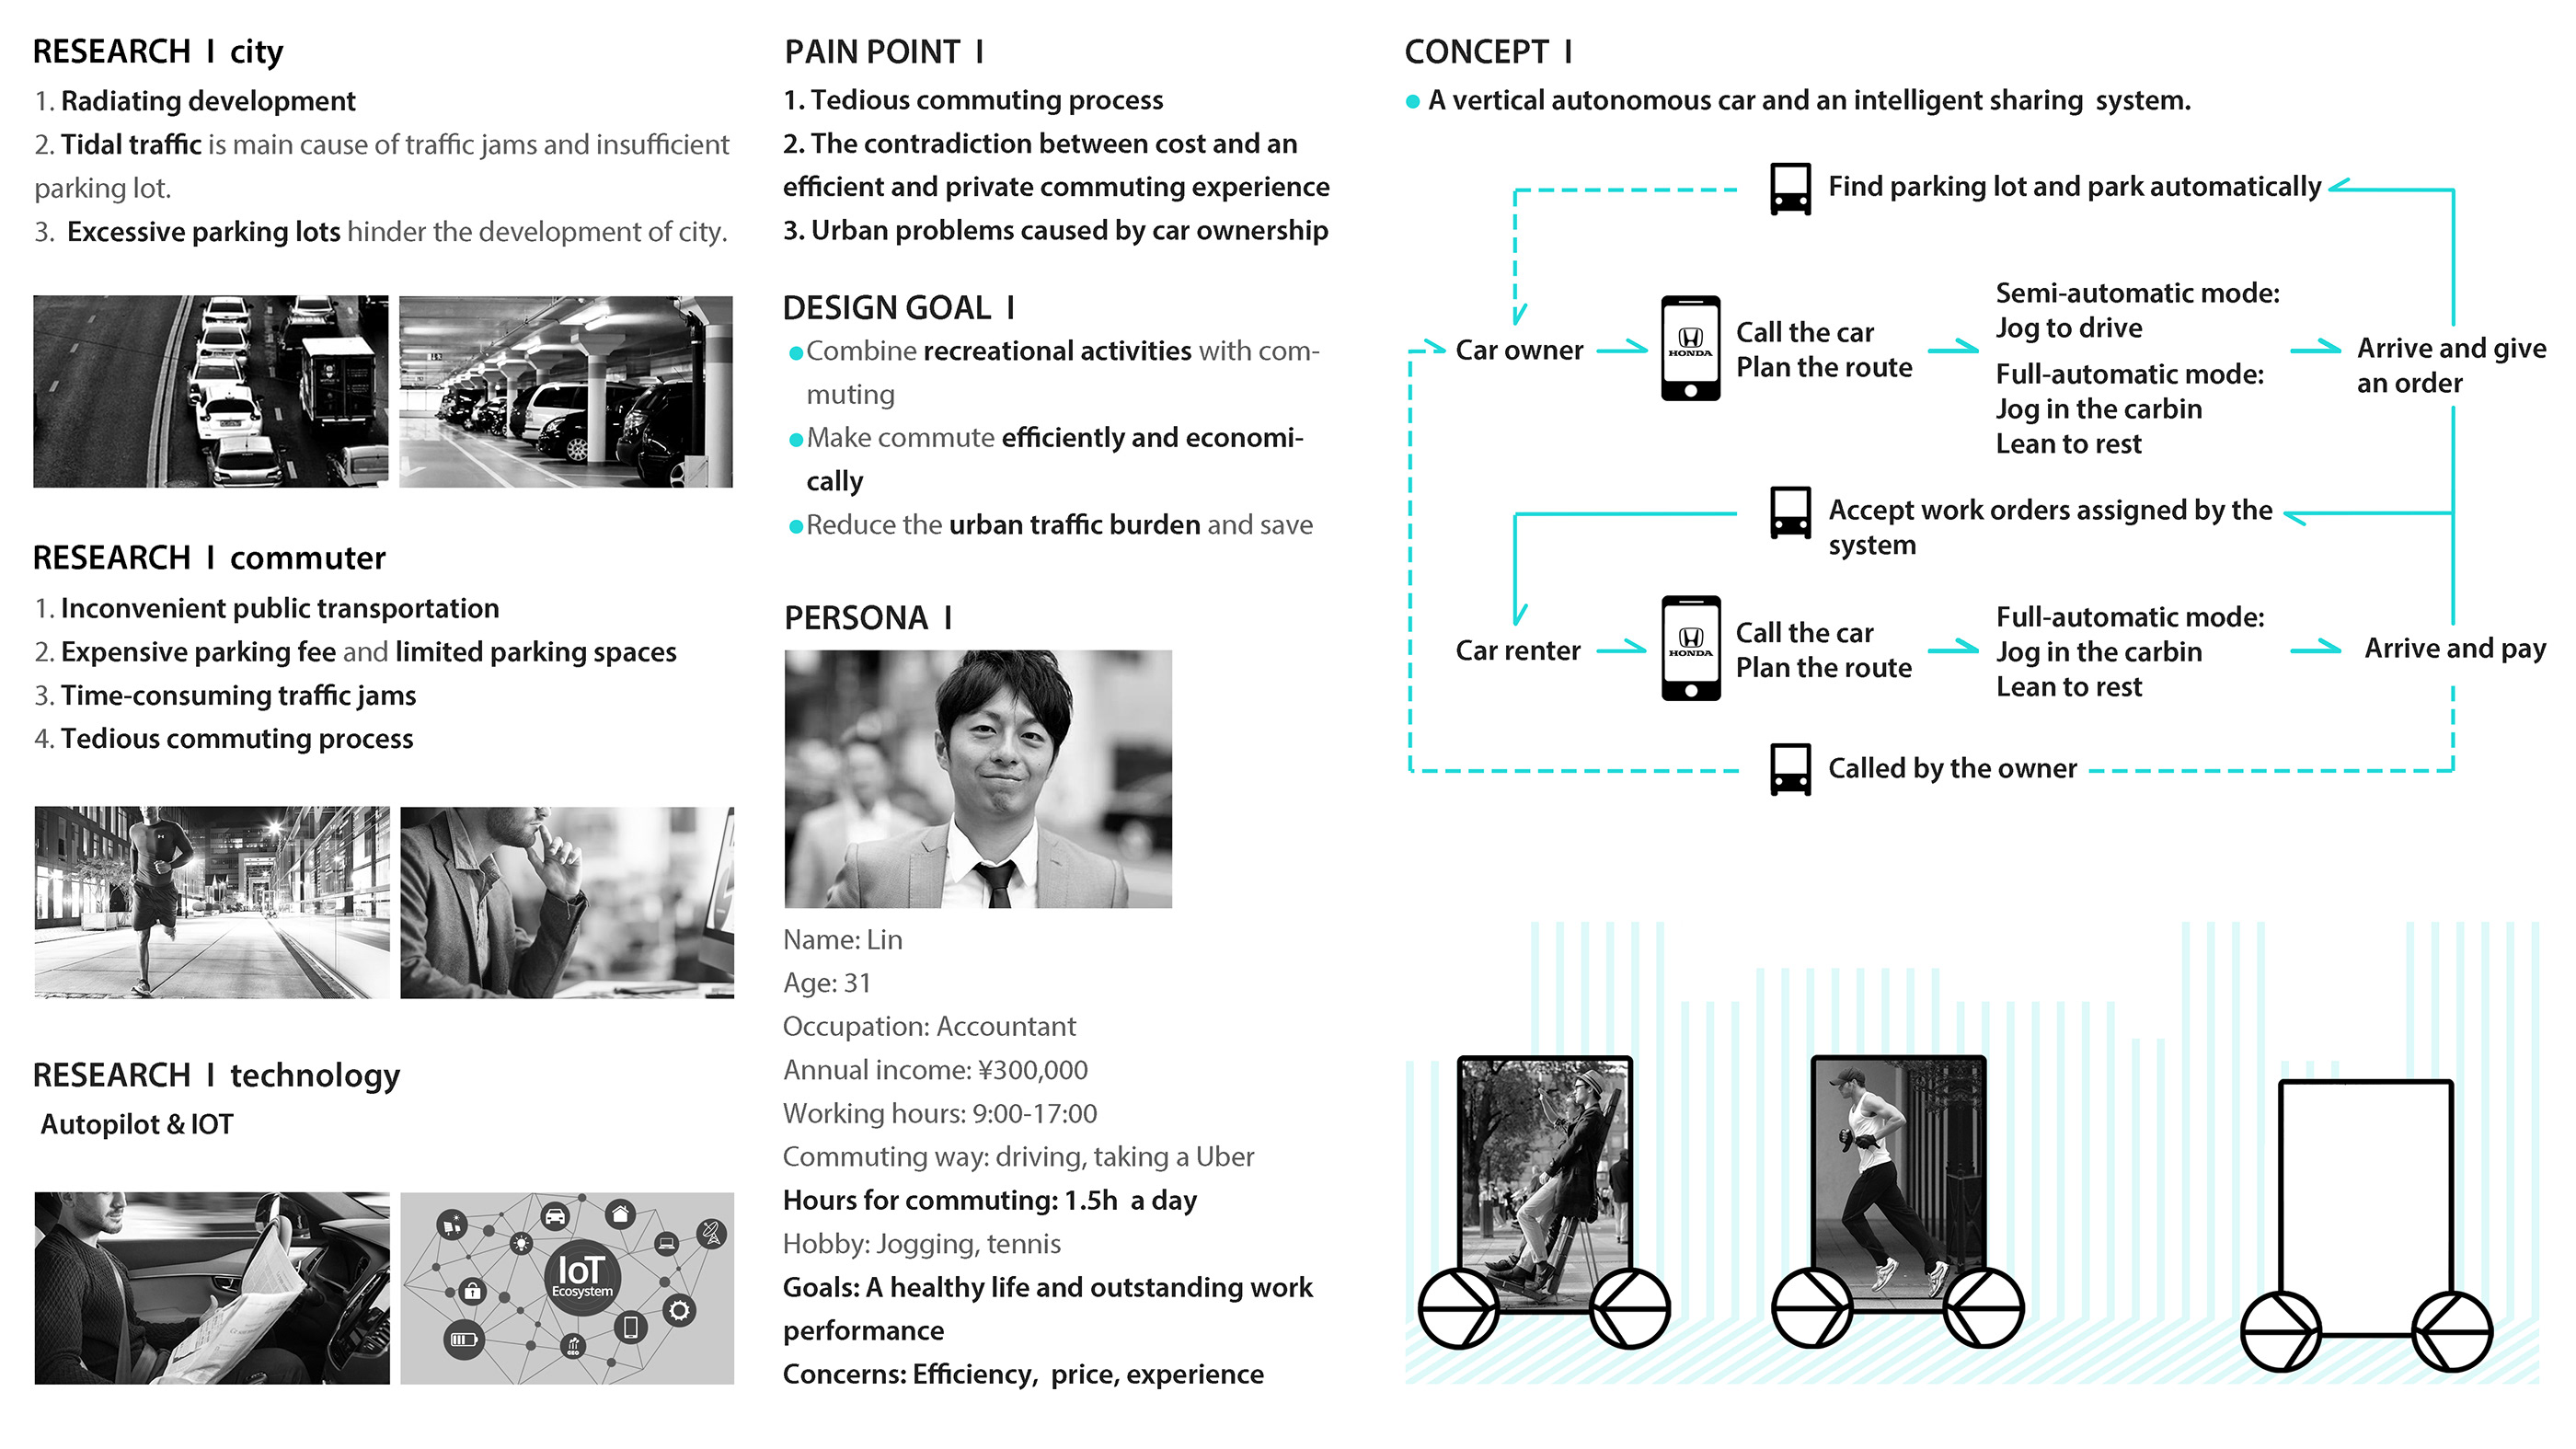 RESEARCH I city
1. Radiating development
2. Tidal traffic is main cause of traffic jams and insufficient
parking lot.
3. Excessive parking lots hinder the development of city.
RESEARCH I commuter
1. Inconvenient public transportation
2. Expensive parking fee and limited parking spaces
3. Time-consuming traffic jams
4. Tedious commuting process
RESEARCH I technology
Autopilot & IOT
IoT
Ecosystem
PAIN POINT I
1. Tedious commuting process
2. The contradiction between cost and an
efficient and private commuting experience
3. Urban problems caused by car ownership
DESIGN GOAL I
Combine recreational activities with com-
muting
Make commute efficiently and economi-
cally
Reduce the urban traffic burden and save
PERSONA I
Name: Lin
Age: 31
Occupation: Accountant
Annual income: ¥300,000
Working hours: 9:00-17:00
Commuting way: driving, taking a Uber
Hours for commuting: 1.5h a day
Hobby: Jogging, tennis
Goals: A healthy life and outstanding work
performance
Concerns: Efficiency, price, experience
CONCEPT I
A vertical autonomous car and an intelligent sharing system.
Find parking lot and park automatically
Car owner
HONDA
Call the car
Plan the route
Semi-automatic mode:
Jog to drive
Full-automatic mode:
Jog in the carbin
Lean to rest
Arrive and give
an order
Accept work orders assigned by the
system
Car renter
HONDA
Call the car
Plan the route
Full-automatic mode:
Jog in the carbin
Lean to rest
Arrive and pay
Called by the owner